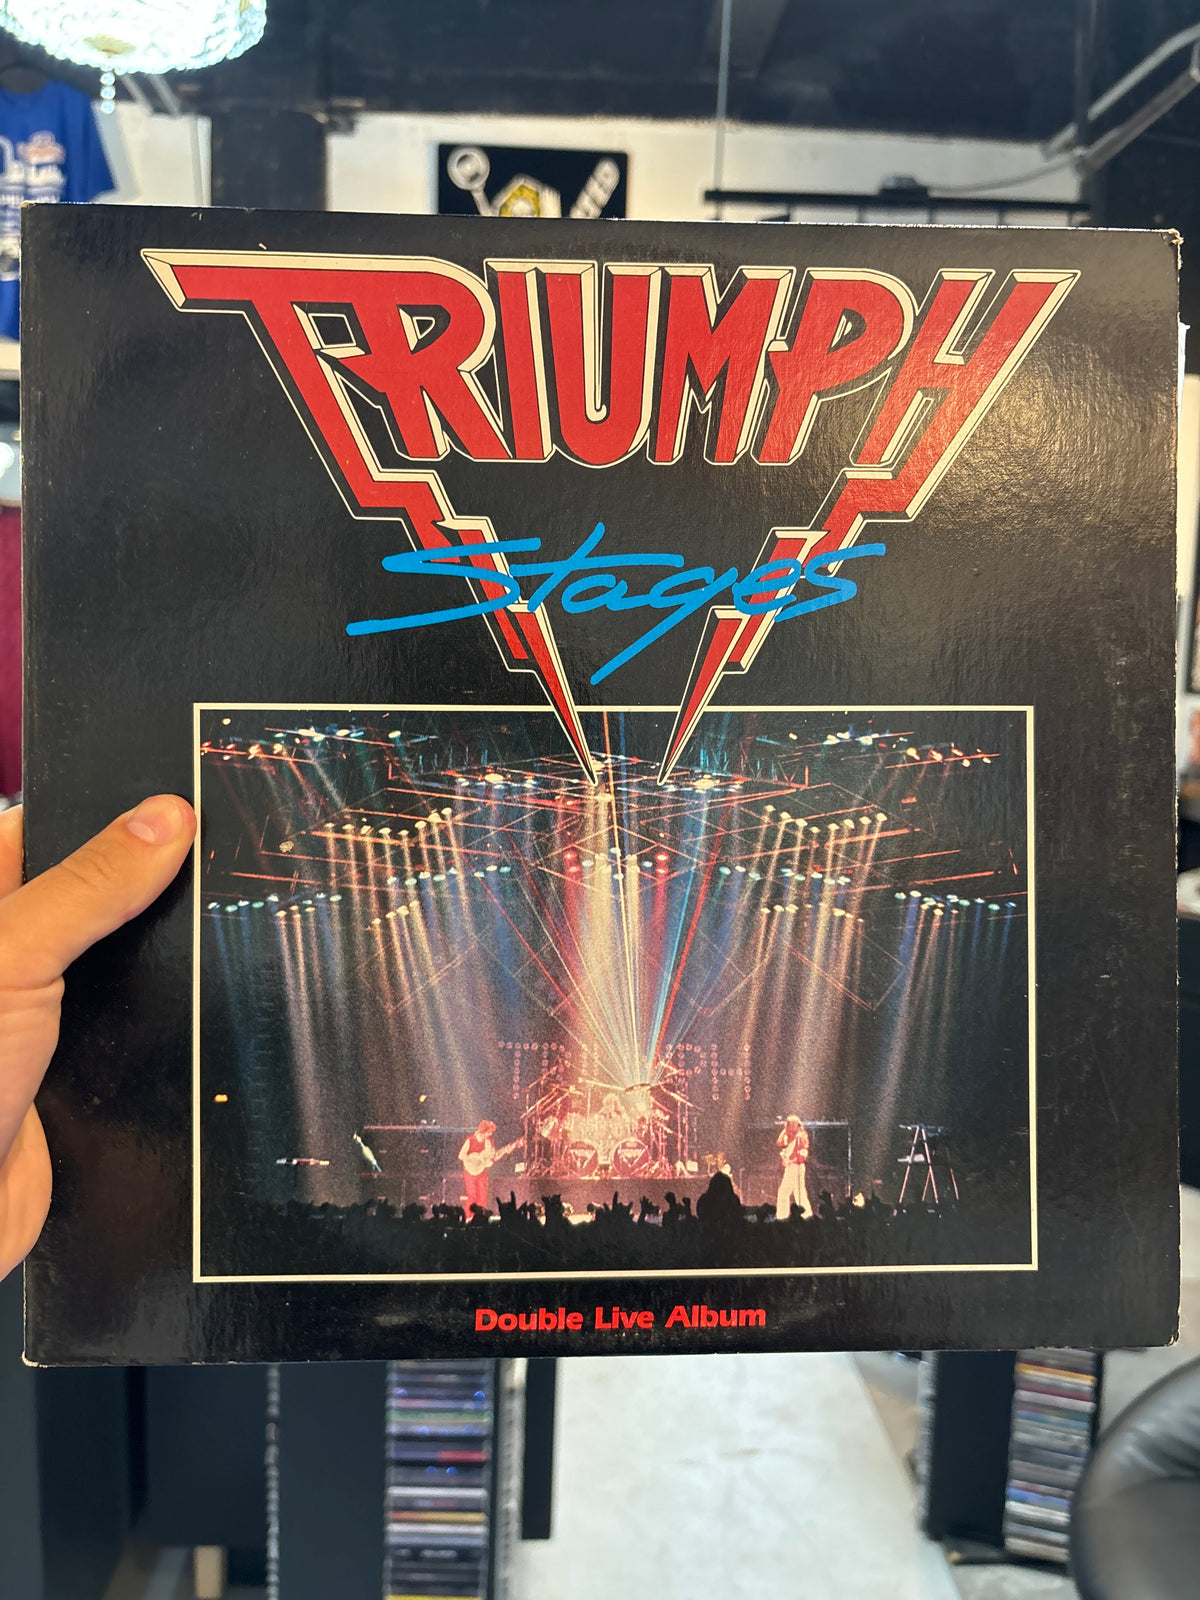 TRIUMPH
Stages
Double Live Album